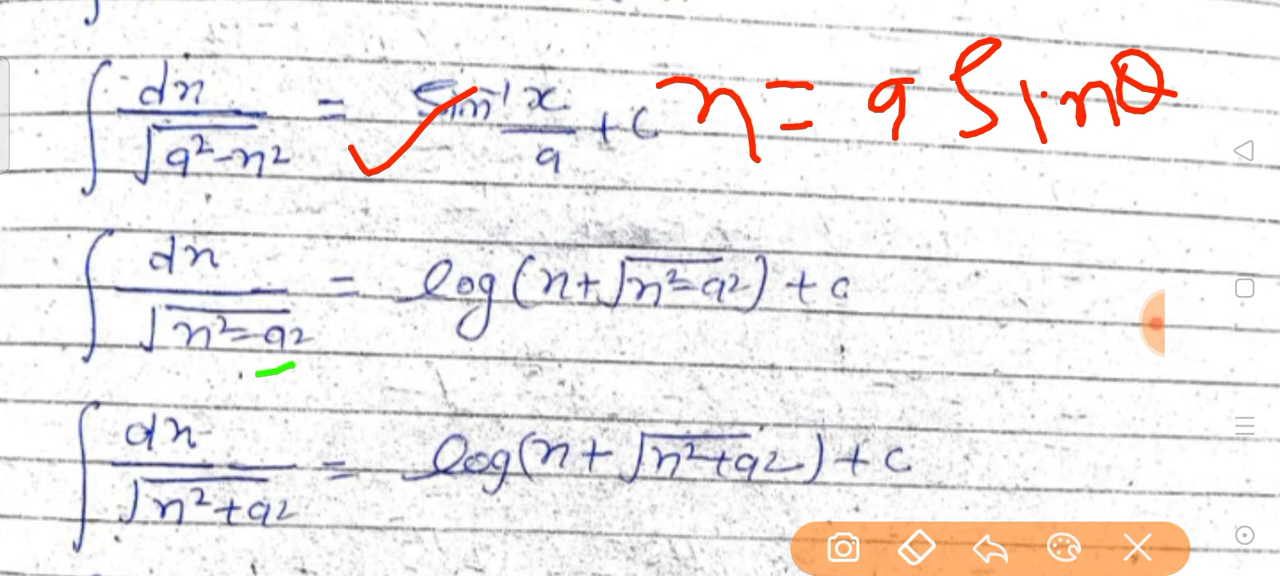 ∫ dx / √(a²-x²) = sin⁻¹ x/a + c x = a sinθ
∫ dx / √(x²-a²) = log(x+√(x²-a²)) + c
∫ dx / √(x²+a²) = log(x+√(x²+a²)) + c